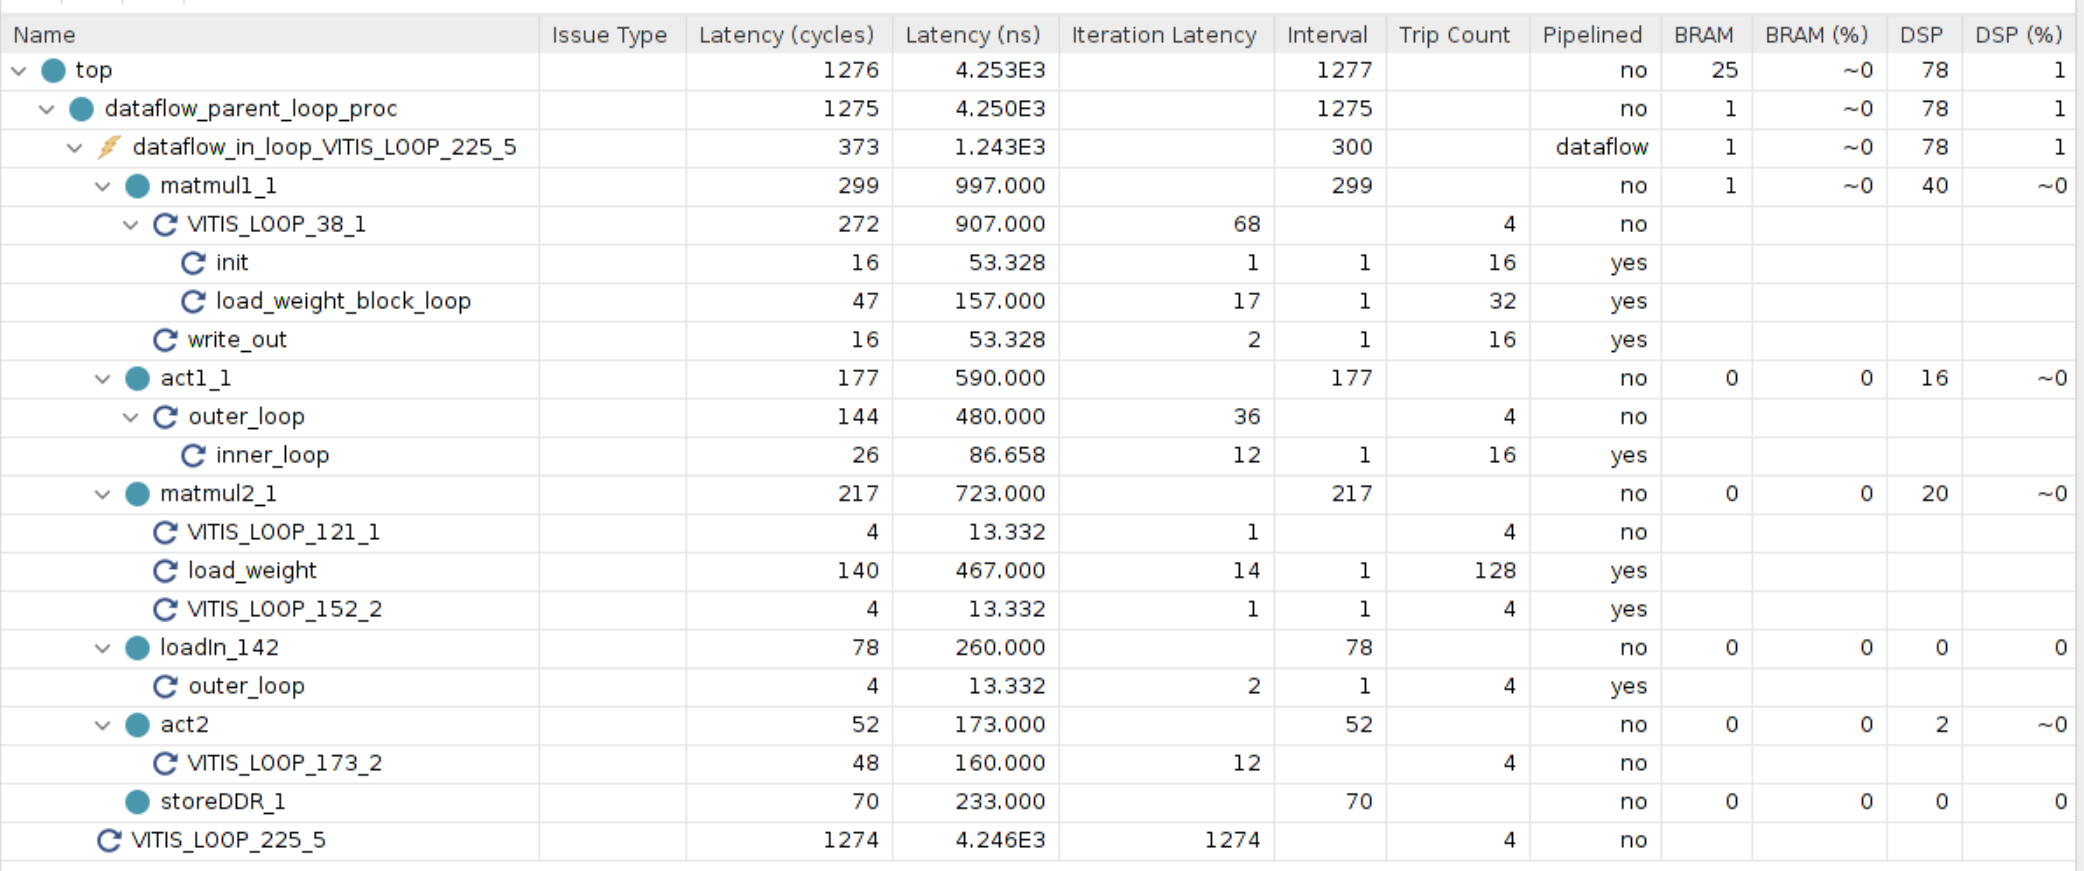 Name Issue Type Latency (cycles) Latency (ns) Iteration Latency Interval Trip Count Pipelined BRAM BRAM (%) DSP DSP (%)
top 1276 4.253E3 1277 no 25 ~0 78 1
dataflow_parent_loop_proc 1275 4.250E3 1275 no 1 ~0 78 1
dataflow_in_loop_VITIS_LOOP_225_5 373 1.243E3 300 dataflow 1 ~0 78 1
matmul1_1 299 997.000 299 no 1 ~0 40 ~0
VITIS_LOOP_38_1 272 907.000 68 4 no
init 16 53.328 1 1 16 yes
load_weight_block_loop 47 157.000 17 1 32 yes
write_out 16 53.328 2 1 16 yes
act1_1 177 590.000 177 no 0 0 16 ~0
outer_loop 144 480.000 36 4 no
inner_loop 26 86.658 12 1 16 yes
matmul2_1 217 723.000 217 no 0 0 20 ~0
VITIS_LOOP_121_1 4 13.332 1 4 no
load_weight 140 467.000 14 1 128 yes
VITIS_LOOP_152_2 4 13.332 1 1 4 yes
loadIn_142 78 260.000 78 no 0 0 0 0
outer_loop 4 13.332 2 1 4 yes
act2 52 173.000 52 no 0 0 2 ~0
VITIS_LOOP_173_2 48 160.000 12 4 no
storeDDR_1 70 233.000 70 no 0 0 0 0
VITIS_LOOP_225_5 1274 4.246E3 1274 4 no